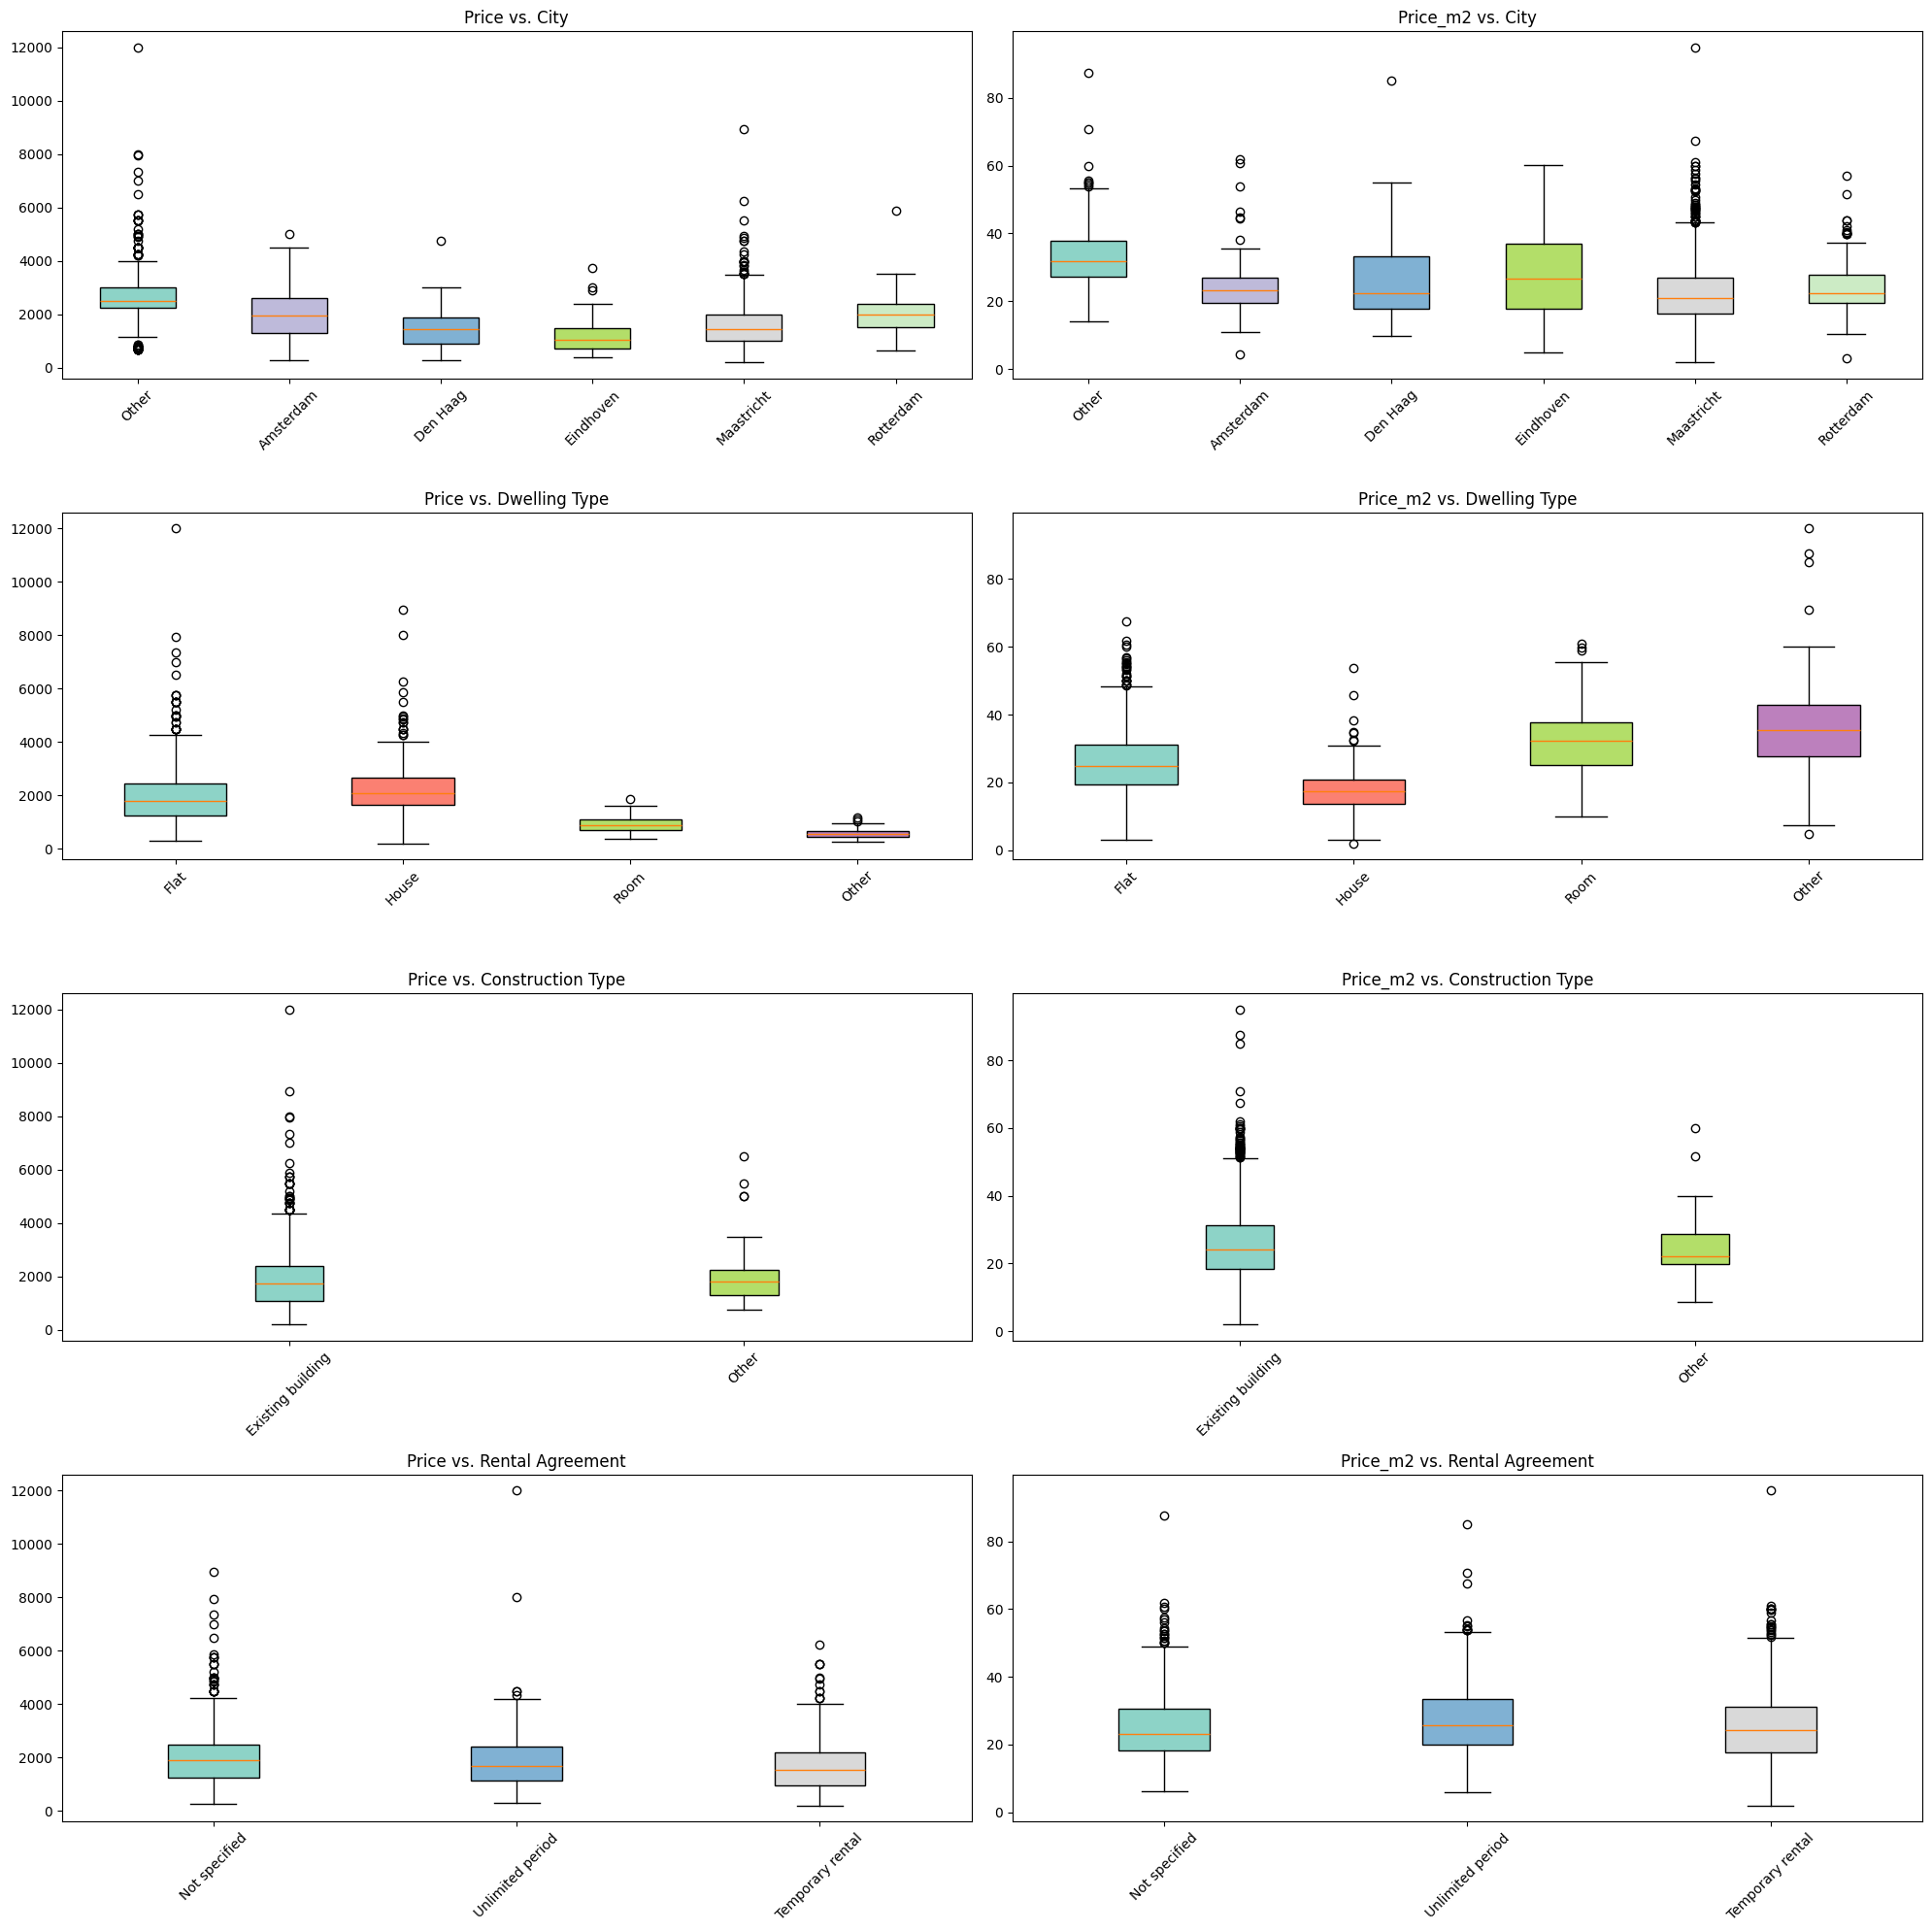 Price vs. City
12000
10000
8000
6000
4000
2000
0
Other
Amsterdam
Den Haag
Eindhoven
Maastricht
Rotterdam
Price_m2 vs. City
80
60
40
20
0
Other
Amsterdam
Den Haag
Eindhoven
Maastricht
Rotterdam
Price vs. Dwelling Type
12000
10000
8000
6000
4000
2000
0
Flat
House
Room
Other
Price_m2 vs. Dwelling Type
80
60
40
20
0
Flat
House
Room
Other
Price vs. Construction Type
12000
10000
8000
6000
4000
2000
0
Existing building
Other
Price_m2 vs. Construction Type
80
60
40
20
0
Existing building
Other
Price vs. Rental Agreement
12000
10000
8000
6000
4000
2000
0
Not specified
Unlimited period
Temporary rental
Price_m2 vs. Rental Agreement
80
60
40
20
0
Not specified
Unlimited period
Temporary rental